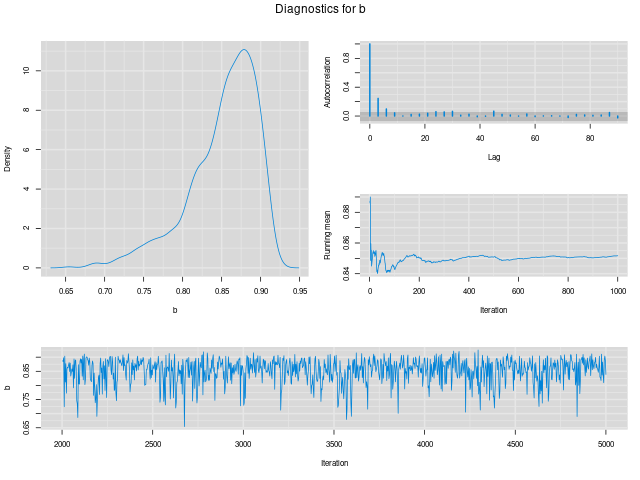 Diagnostics for b
Density
0 2 4 6 8 10
0.65 0.70 0.75 0.80 0.85 0.90 0.95
b
Autocorrelation
0.0 0.4 0.8
0 20 40 60 80
Lag
Running mean
0.84 0.86 0.88
0 200 400 600 800 1000
Iteration
b
0.65 0.75 0.85
2000 2500 3000 3500 4000 4500 5000
Iteration